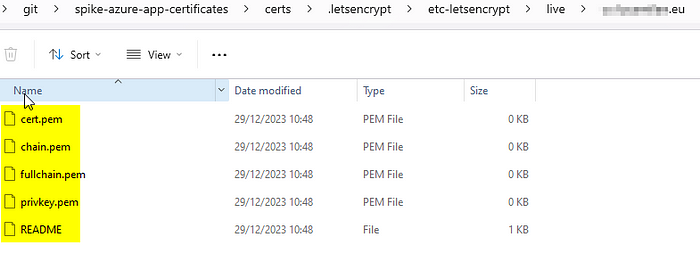 git > spike-azure-app-certificates > certs > .letsencrypt > etc-letsencrypt > live > .eu
Sort View ...
Name Date modified Type Size
cert.pem 29/12/2023 10:48 PEM File 0 KB
chain.pem 29/12/2023 10:48 PEM File 0 KB
fullchain.pem 29/12/2023 10:48 PEM File 0 KB
privkey.pem 29/12/2023 10:48 PEM File 0 KB
README 29/12/2023 10:48 File 1 KB